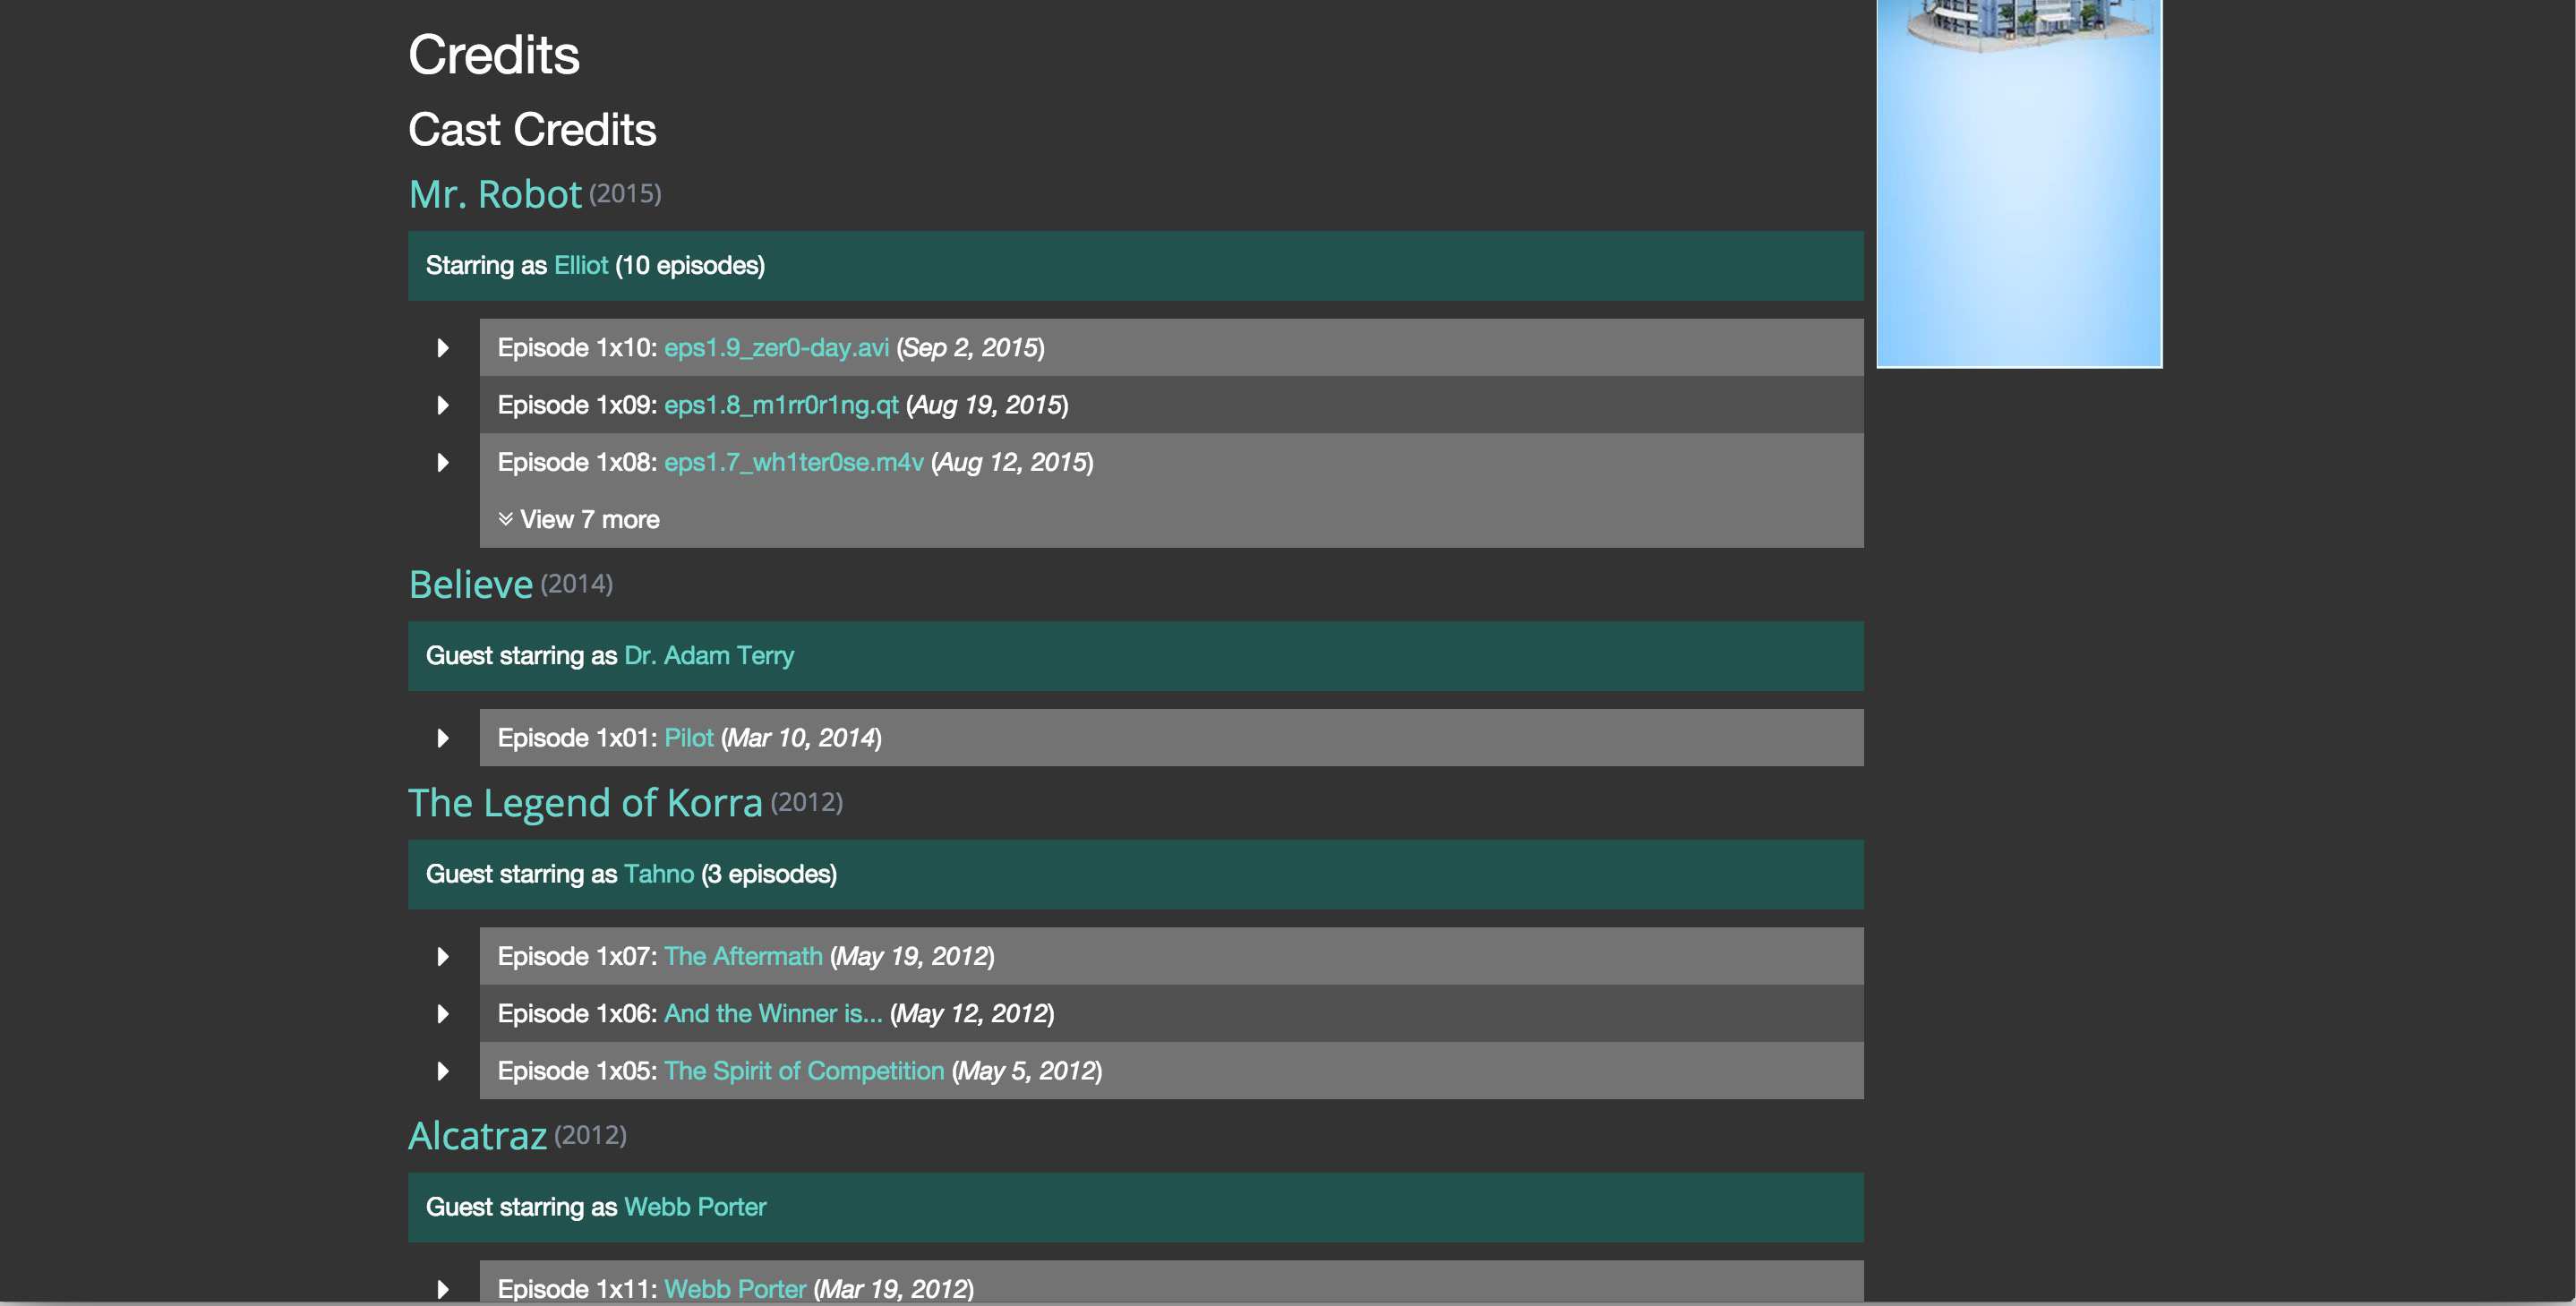 Credits
Cast Credits
Mr. Robot (2015)
Starring as Elliot (10 episodes)
Episode 1x10: eps1.9_zer0-day.avi (Sep 2, 2015)
Episode 1x09: eps1.8_m1rr0r1ng.qt (Aug 19, 2015)
Episode 1x08: eps1.7_wh1ter0se.m4v (Aug 12, 2015)
View 7 more
Believe (2014)
Guest starring as Dr. Adam Terry
Episode 1x01: Pilot (Mar 10, 2014)
The Legend of Korra (2012)
Guest starring as Tahno (3 episodes)
Episode 1x07: The Aftermath (May 19, 2012)
Episode 1x06: And the Winner is... (May 12, 2012)
Episode 1x05: The Spirit of Competition (May 5, 2012)
Alcatraz (2012)
Guest starring as Webb Porter
Episode 1x11: Webb Porter (Mar 19, 2012)